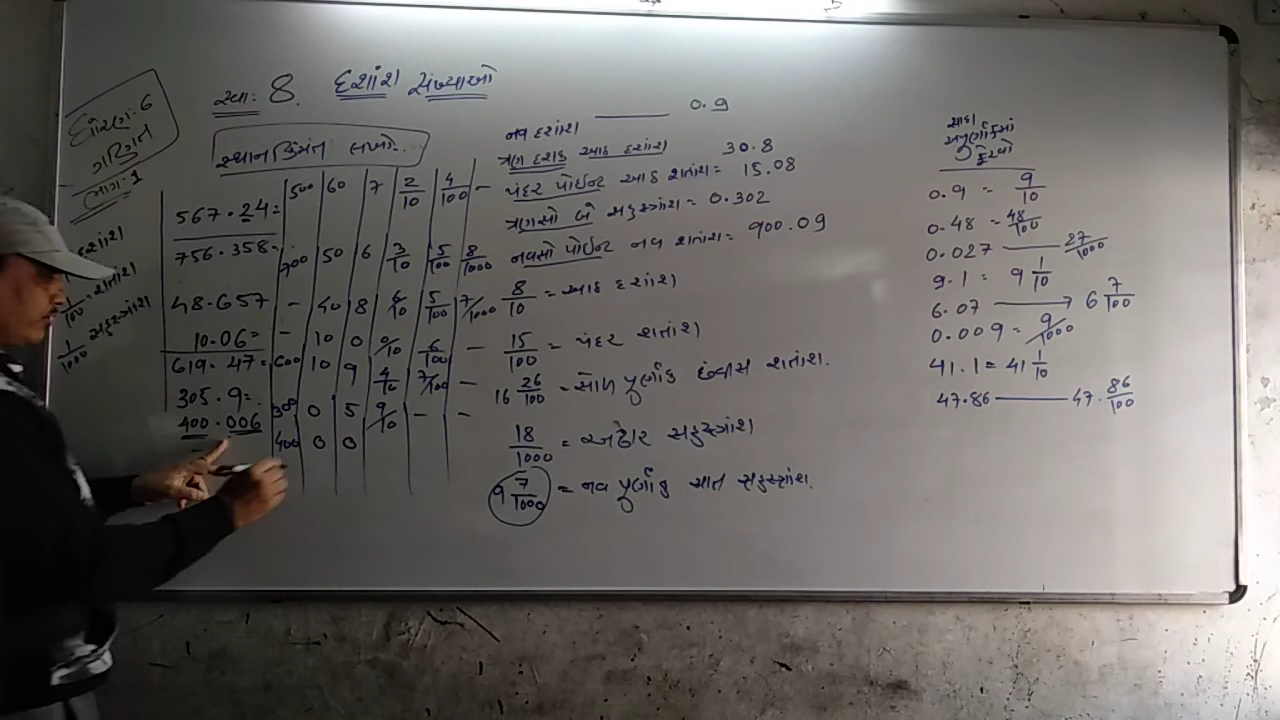 ધોરણ: 6
ગણિત
ભાગ: 1
સ્વા: 8. દશાંશ સંખ્યાઓ
સ્થાનકિંમત લખો..
દશાંશ
1/100 = શતાંશ
1/1000 સહસ્ત્રાંશ
567.24 = 500 60 7 2/10 4/100 –
756.358 = 700 50 6 3/10 5/100 8/1000
48.657 – 40 8 6/10 5/100 7/1000
10.06 = – 10 0 0/10 6/100 –
619.47 = 600 10 9 4/10 7/100 –
305.9 = 300 0 5 9/10 – –
400.006 400 0 0
નવ દશાંશ —— 0.9
ત્રણ દશક આઠ દશાંશ 30.8
પંદર પોઈન્ટ આઠ શતાંશ = 15.08
ત્રણસો બે સહસ્ત્રાંશ = 0.302
નવસો પોઈન્ટ નવ શતાંશ = 900.09
8/10 = આઠ દશાંશ
15/100 = પંદર શતાંશ
16 26/100 = સોળ પૂર્ણાંક છવ્વીસ શતાંશ.
18/1000 = અઢાર સહસ્ત્રાંશ
9 7/1000 = નવ પૂર્ણાંક સાત સહસ્ત્રાંશ.
સાદા
અપૂર્ણાંકમાં
ફેરવો
0.9 = 9/10
0.48 = 48/100
0.027 —— 27/1000
9.1 = 9 1/10
6.07 ——> 6 7/100
0.009 = 9/1000
41.1 = 41 1/10
47.86 —— 47. 86/100